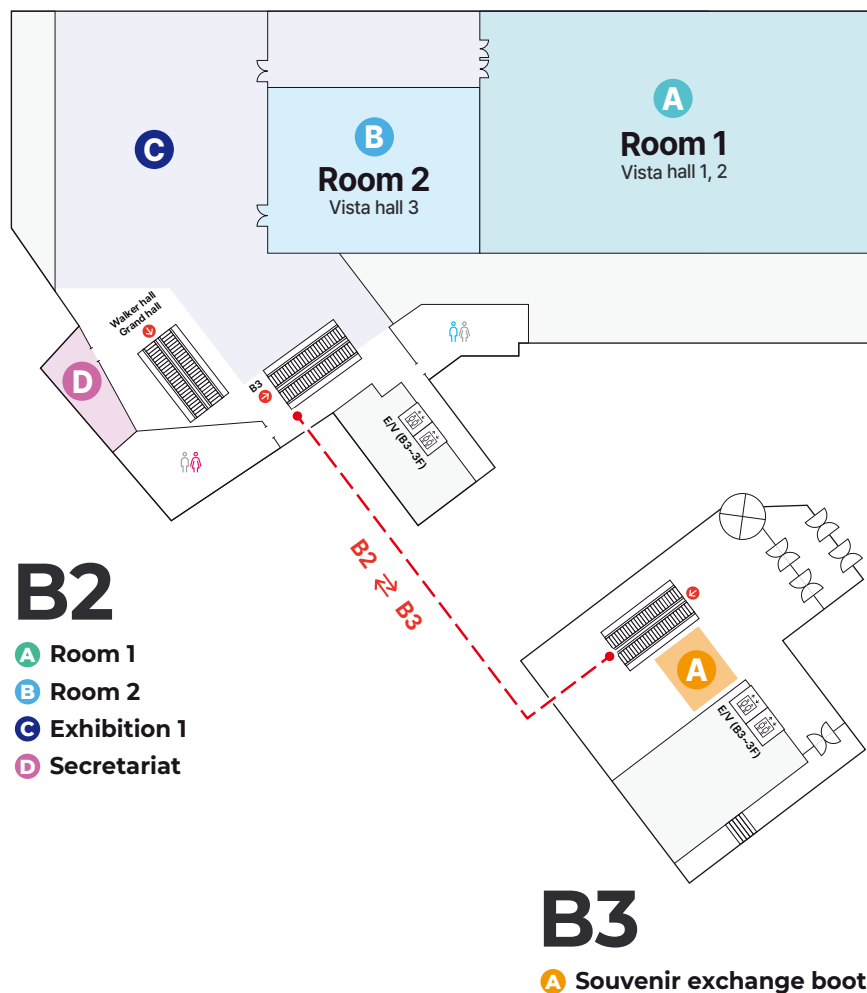 A
Room 1
Vista hall 1, 2
B
Room 2
Vista hall 3
C
Walker hall
Grand hall
D
B3
E/V (B3~3F)
B2 ⇄ B3
B2
A Room 1
B Room 2
C Exhibition 1
D Secretariat
A
E/V (B3~3F)
B3
A Souvenir exchange boot